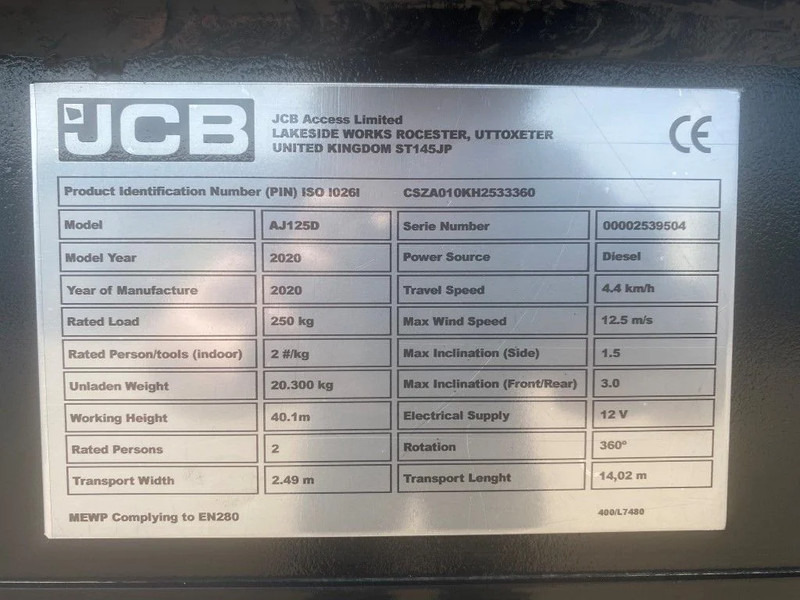 JCB
JCB Access Limited
LAKESIDE WORKS ROCESTER, UTTOXETER
UNITED KINGDOM ST145JP
CE
Product Identification Number (PIN) ISO I026I CSZA010KH2533360
Model AJ125D Serie Number 00002539504
Model Year 2020 Power Source Diesel
Year of Manufacture 2020 Travel Speed 4.4 km/h
Rated Load 250 kg Max Wind Speed 12.5 m/s
Rated Person/tools (indoor) 2 #/kg Max Inclination (Side) 1.5
Unladen Weight 20.300 kg Max Inclination (Front/Rear) 3.0
Working Height 40.1m Electrical Supply 12 V
Rated Persons 2 Rotation 360º
Transport Width 2.49 m Transport Lenght 14,02 m
MEWP Complying to EN280 400/L7480